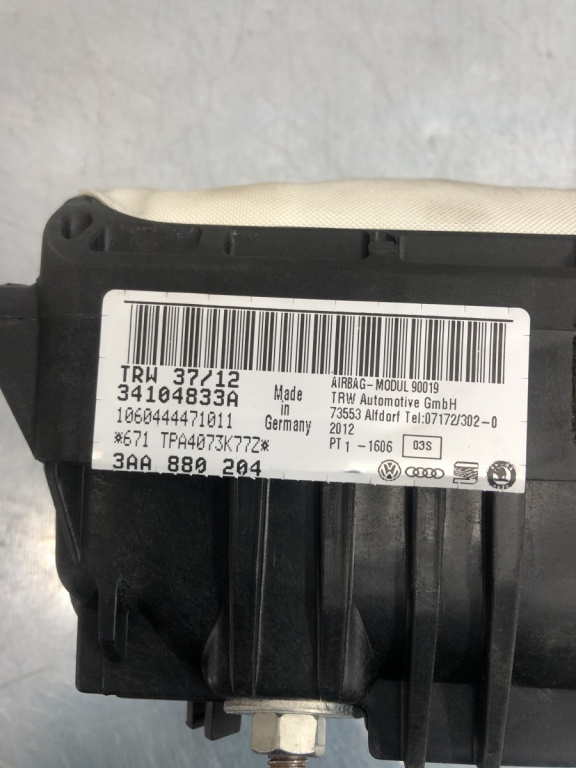 TRW 37/12
34104833A
1060444471011
*671 TPA4073K77Z*
3AA 880 204
Made
in
Germany
AIRBAG-MODUL 90019
TRW Automotive GmbH
73553 Alfdorf Tel:07172/302-0
2012
PT1 -1606 03S